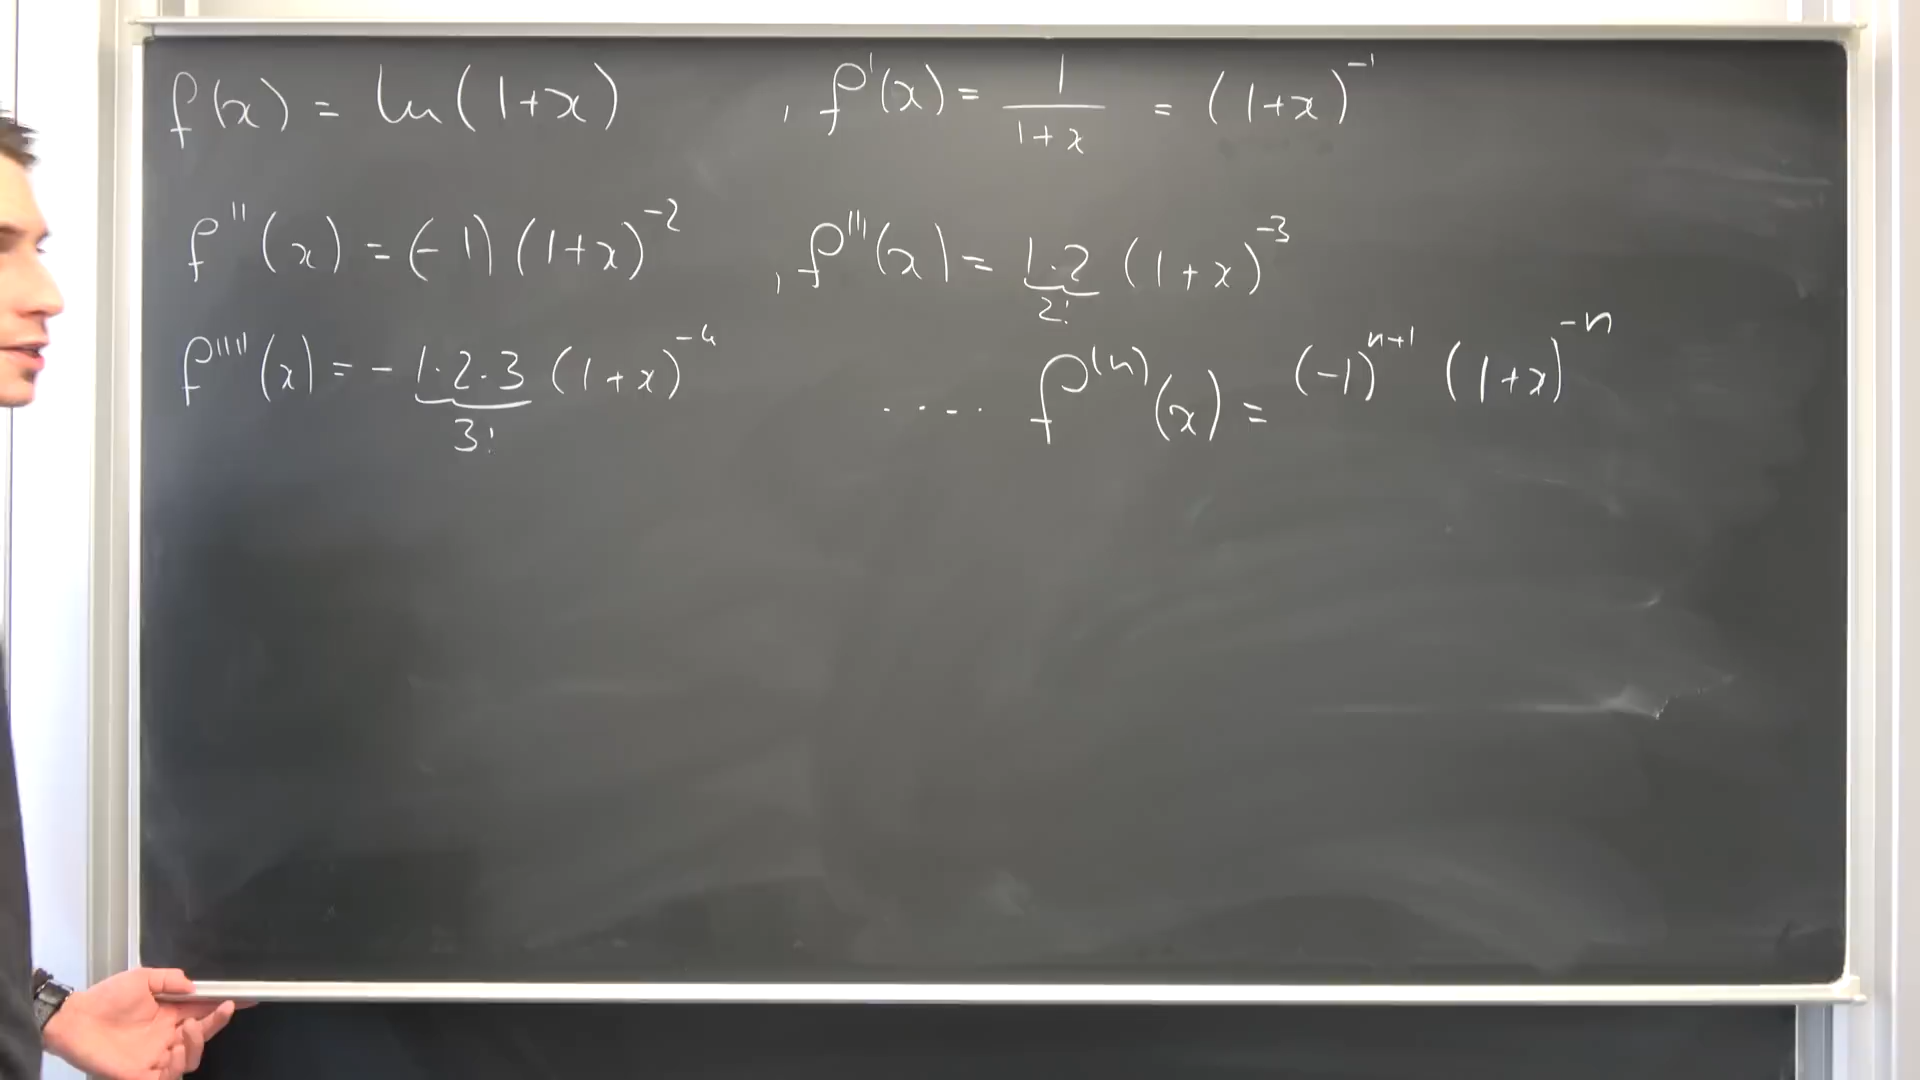 f(x) = ln(1+x) , f'(x) = 1/(1+x) = (1+x)^-1
f''(x) = (-1)(1+x)^-2 , f'''(x) = 1·2 (1+x)^-3
2!
f''''(x) = - 1·2·3 (1+x)^-4 .... f^(n)(x) = (-1)^n+1 (1+x)^-n
3!